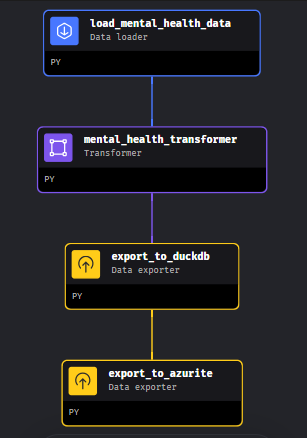 load_mental_health_data
Data loader
PY
mental_health_transformer
Transformer
PY
export_to_duckdb
Data exporter
PY
export_to_azurite
Data exporter
PY